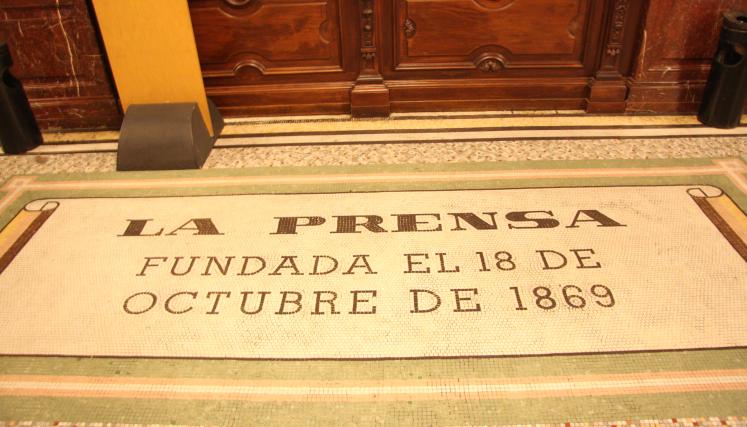 LA PRENSA
FUNDADA EL 18 DE
OCTUBRE DE 1869